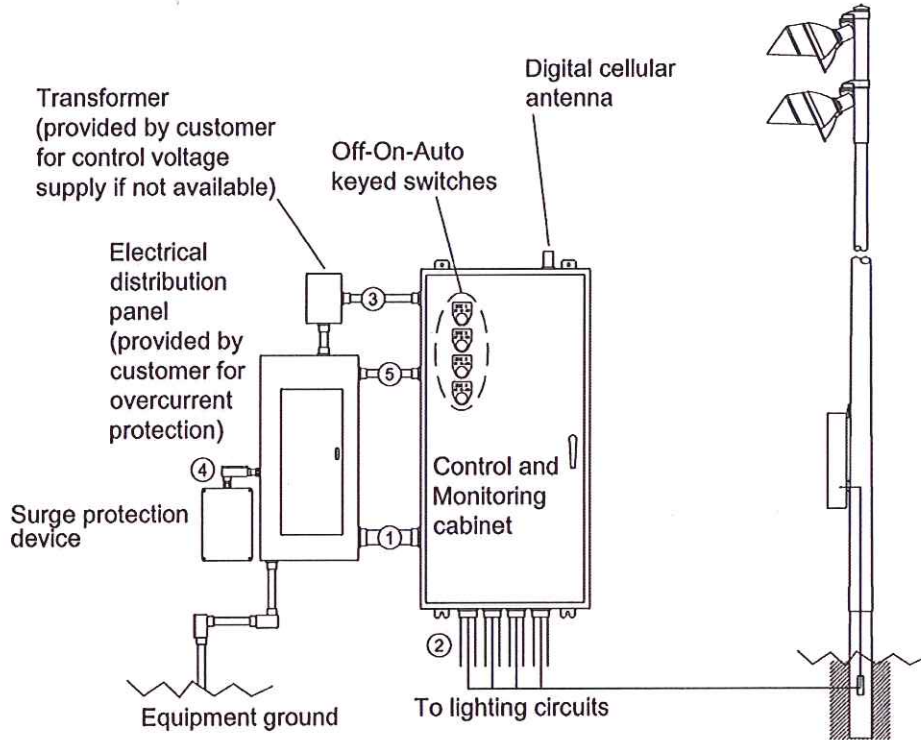 Digital cellular
antenna
Transformer
(provided by customer
for control voltage
supply if not available)
Off-On-Auto
keyed switches
Electrical
distribution
panel
(provided by
customer for
overcurrent
protection)
3
5
4
Surge protection
device
Control and
Monitoring
cabinet
1
2
Equipment ground
To lighting circuits